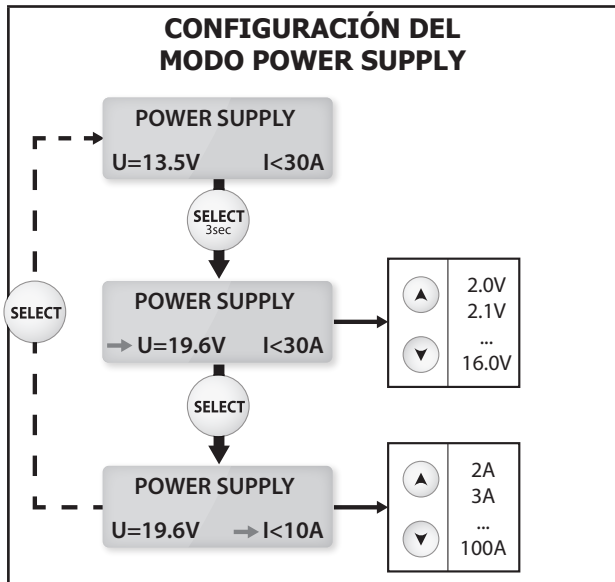 CONFIGURACIÓN DEL
MODO POWER SUPPLY
POWER SUPPLY
U=13.5V I<30A
SELECT
3sec
POWER SUPPLY
U=19.6V I<30A
2.0V
2.1V
...
16.0V
SELECT
SELECT
POWER SUPPLY
U=19.6V I<10A
2A
3A
...
100A